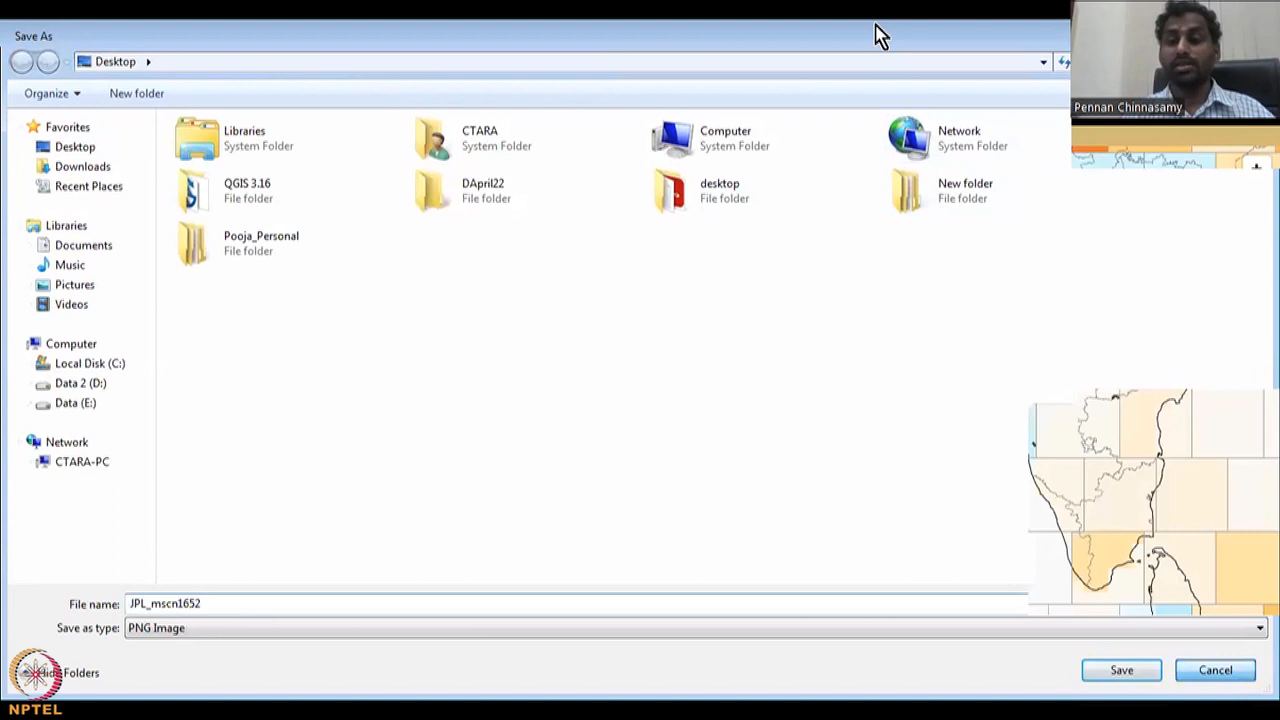 Save As
Desktop
Organize
New folder
Pennan Chinnasamy
Favorites
Desktop
Downloads
Recent Places
Libraries
Documents
Music
Pictures
Videos
Computer
Local Disk (C:)
Data 2 (D:)
Data (E:)
Network
CTARA-PC
Libraries
System Folder
CTARA
System Folder
Computer
System Folder
Network
System Folder
QGIS 3.16
File folder
DApril22
File folder
desktop
File folder
New folder
File folder
Pooja_Personal
File folder
File name: JPL_mscn1652
Save as type: PNG Image
Folders
Save
Cancel
NPTEL